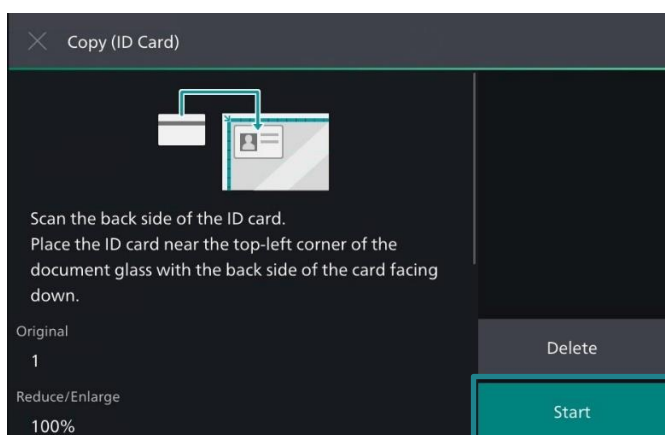 Copy (ID Card)
Scan the back side of the ID card.
Place the ID card near the top-left corner of the
document glass with the back side of the card facing
down.
Original
1
Delete
Reduce/Enlarge
100%
Start